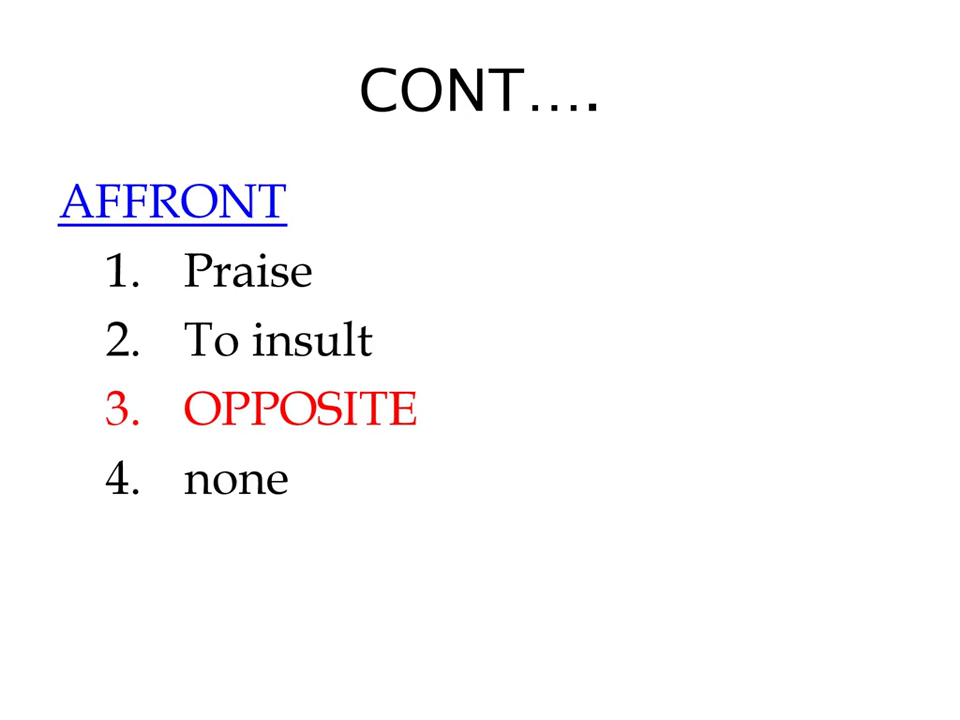 CONT….
AFFRONT
1. Praise
2. To insult
3. OPPOSITE
4. none